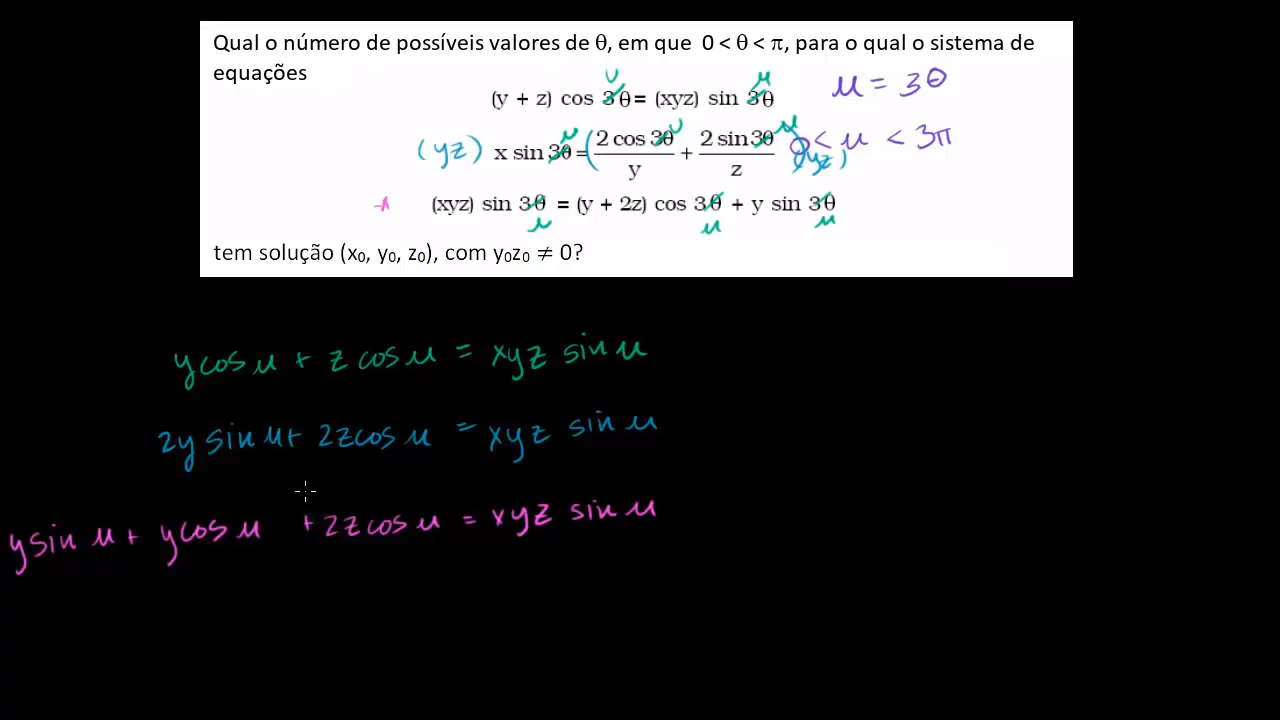 Qual o número de possíveis valores de θ, em que 0 < θ < π, para o qual o sistema de
equações
(y + z) cos 3θ = (xyz) sin 3θ
u
μ
μ = 3θ
(yz) x sin 3θ = (2 cos 3θ / y + 2 sin 3θ / z) (yz)
μ
u
μ
0 < μ < 3π
(xyz) sin 3θ = (y + 2z) cos 3θ + y sin 3θ
μ
μ
μ
tem solução (x₀, y₀, z₀), com y₀z₀ ≠ 0?
y cos μ + z cos μ = xyz sin μ
2y sin μ + 2z cos μ = xyz sin μ
y sin μ + y cos μ + 2z cos μ = xyz sin μ